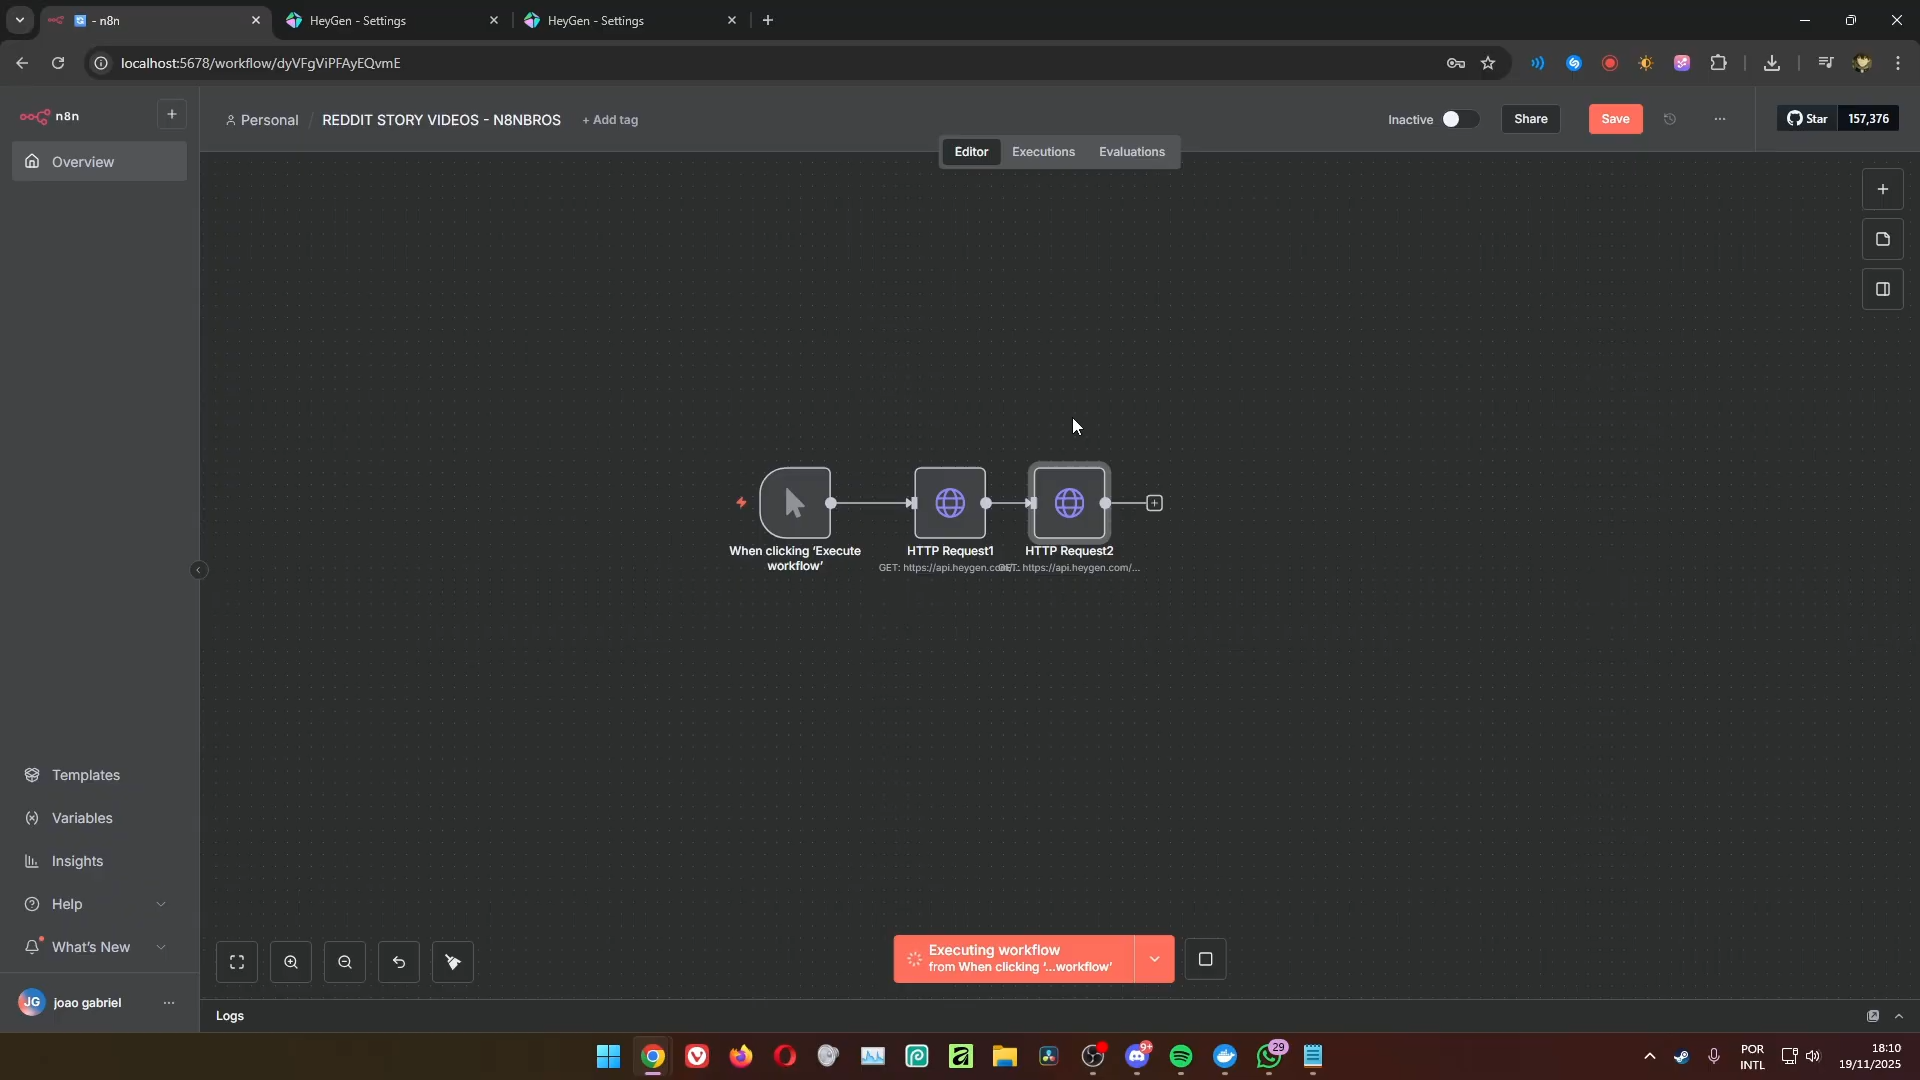 - n8n
HeyGen - Settings
HeyGen - Settings
localhost:5678/workflow/dyVFgViPFAyEQvmE
n8n
Personal / REDDIT STORY VIDEOS - N8NBROS + Add tag
Inactive
Share
Save
...
Star 157,376
Editor Executions Evaluations
Overview
When clicking ‘Execute
workflow’
HTTP Request1
GET: https://api.heygen.com/...
HTTP Request2
GET: https://api.heygen.com/...
Templates
Variables
Insights
Help
What's New
Executing workflow
from When clicking ‘...workflow’
JG joao gabriel ...
Logs
9+
29
POR
INTL
18:10
19/11/2025